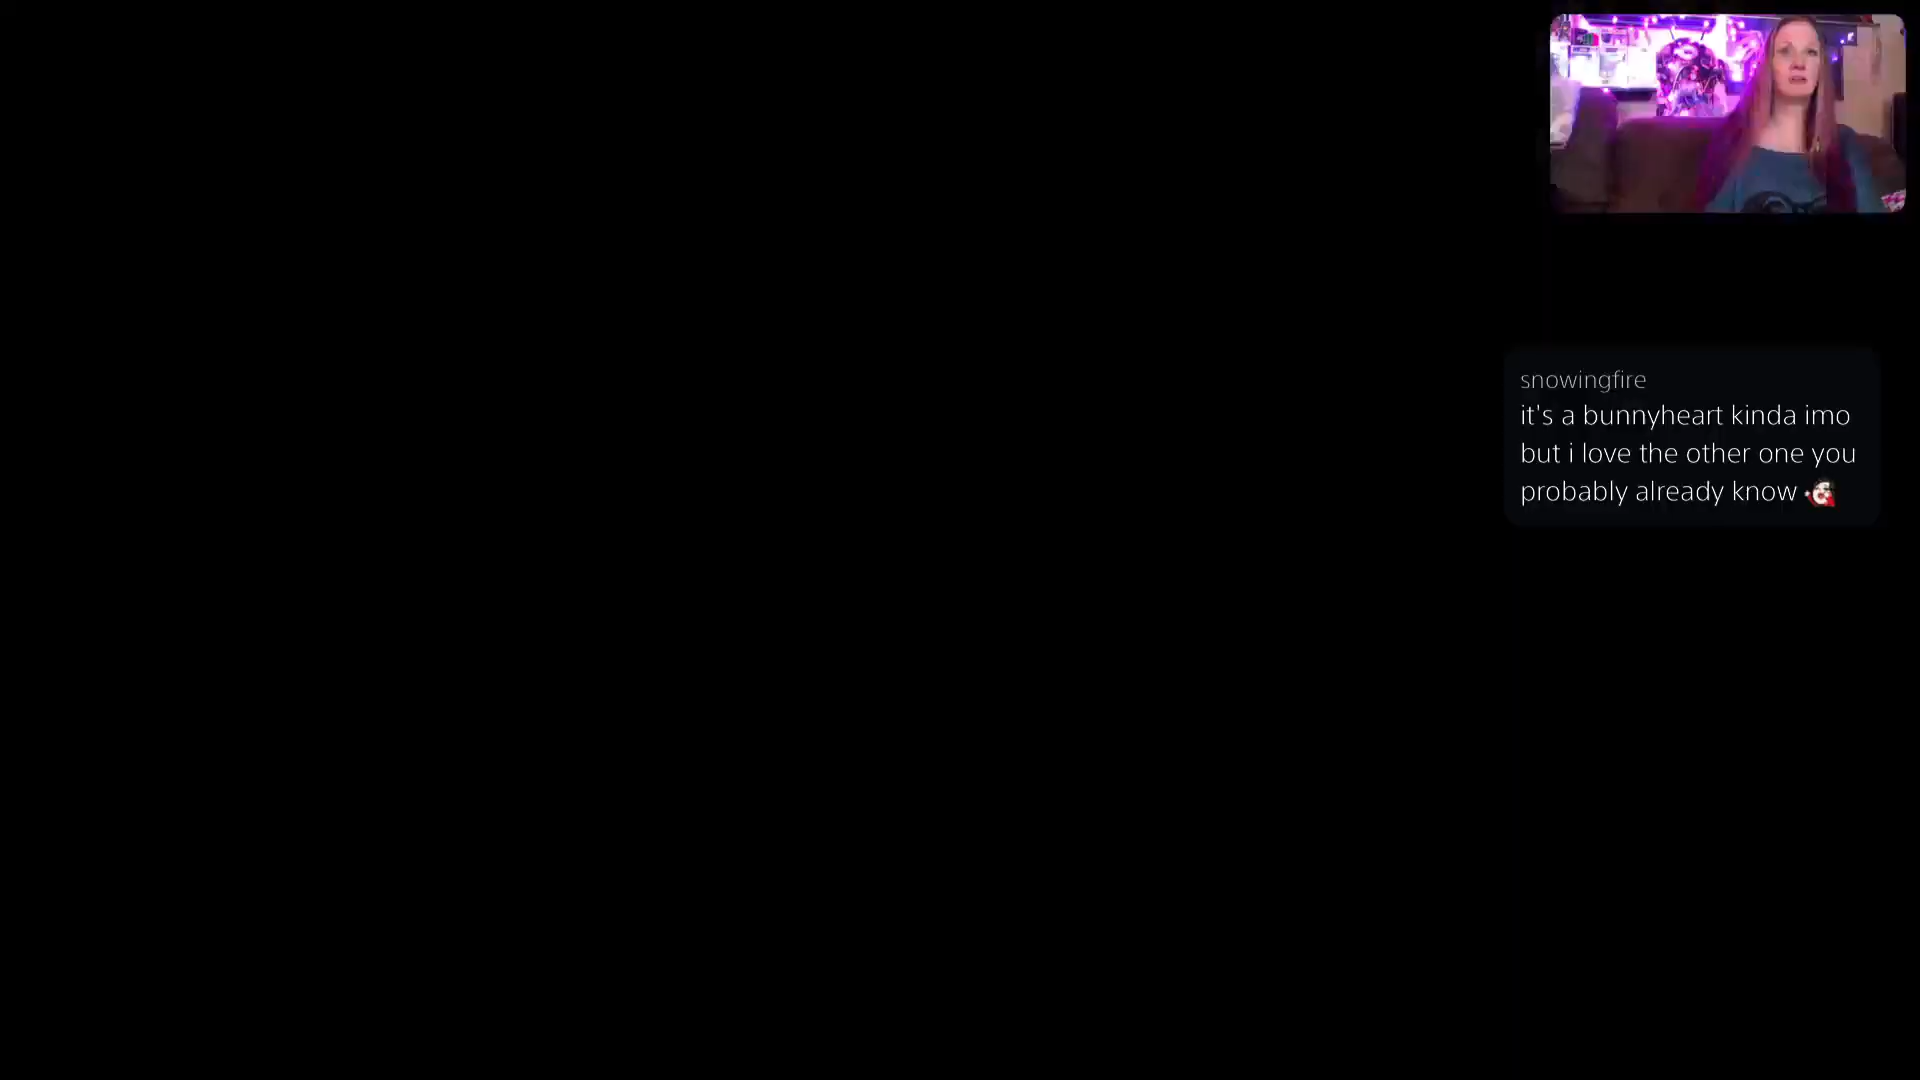 snowingfire
it's a bunnyheart kinda imo
but i love the other one you
probably already know